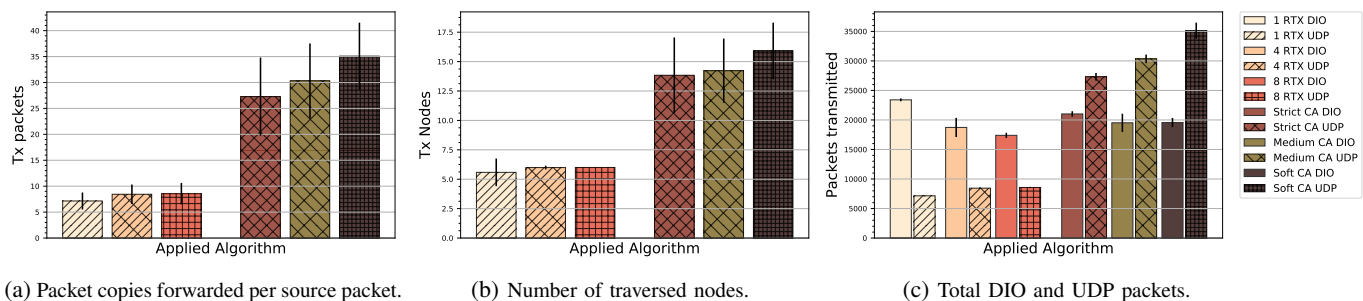 Tx packets
40
35
30
25
20
15
10
5
0
Applied Algorithm
(a) Packet copies forwarded per source packet.
Tx Nodes
17.5
15.0
12.5
10.0
7.5
5.0
2.5
0.0
Applied Algorithm
(b) Number of traversed nodes.
Packets transmitted
35000
30000
25000
20000
15000
10000
5000
0
Applied Algorithm
(c) Total DIO and UDP packets.
1 RTX DIO
1 RTX UDP
4 RTX DIO
4 RTX UDP
8 RTX DIO
8 RTX UDP
Strict CA DIO
Strict CA UDP
Medium CA DIO
Medium CA UDP
Soft CA DIO
Soft CA UDP